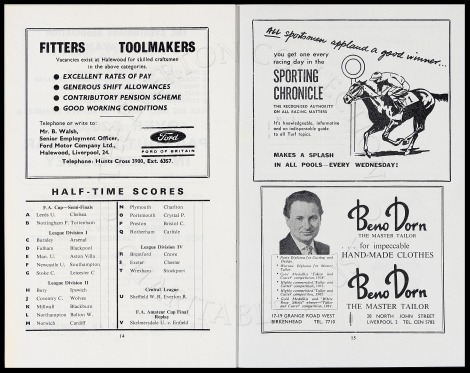 FITTERS TOOLMAKERS
Vacancies exist at Halewood for skilled craftsmen
in the above categories.
● EXCELLENT RATES OF PAY
● GENEROUS SHIFT ALLOWANCES
● CONTRIBUTORY PENSION SCHEME
● GOOD WORKING CONDITIONS
Telephone or write to:
Mr. B. Walsh,
Senior Employment Officer,
Ford Motor Company Ltd.,
Halewood, Liverpool, 24.
Telephone: Hunts Cross 3900, Ext. 6357.
Ford
FORD OF BRITAIN
HALF-TIME SCORES
F.A. Cup—Semi-Finals
A Leeds U. Chelsea
B Nottingham F. Tottenham
League Division I
C Burnley Arsenal
D Fulham Blackpool
E Man. U. Aston Villa
F Newcastle U. Southampton
G Stoke C. Leicester C
League Division II
H Bury Ipswich
J Coventry C. Wolves
K Millwall Blackburn
L Northampton Bolton W.
M Norwich Cardiff
N Plymouth Charlton
O Portsmouth Crystal P.
P Preston Bristol C.
Q Rotherham Carlisle
League Division IV
R Bradford Crewe
S Exeter Chester
T Wrexham Stockport
Central League
U Sheffield W.R. Everton R.
F.A. Amateur Cup Final
Replay
V Skelmersdale U. v. Enfield
14
All Sportsmen applaud a good winner...
you get one every
racing day in the
SPORTING
CHRONICLE
THE RECOGNISED AUTHORITY
ON ALL RACING MATTERS
It's knowledgeable, informative
and an indispensable guide
to all Turf topics.
MAKES A SPLASH
IN ALL POOLS—EVERY WEDNESDAY!
Beno Dorn
THE MASTER TAILOR
... for impeccable
HAND-MADE CLOTHES
Beno Dorn
THE MASTER TAILOR
17-19 GRANGE ROAD WEST
BIRKENHEAD TEL. 7710
28 NORTH JOHN STREET
LIVERPOOL 2 TEL CEN 5782
15